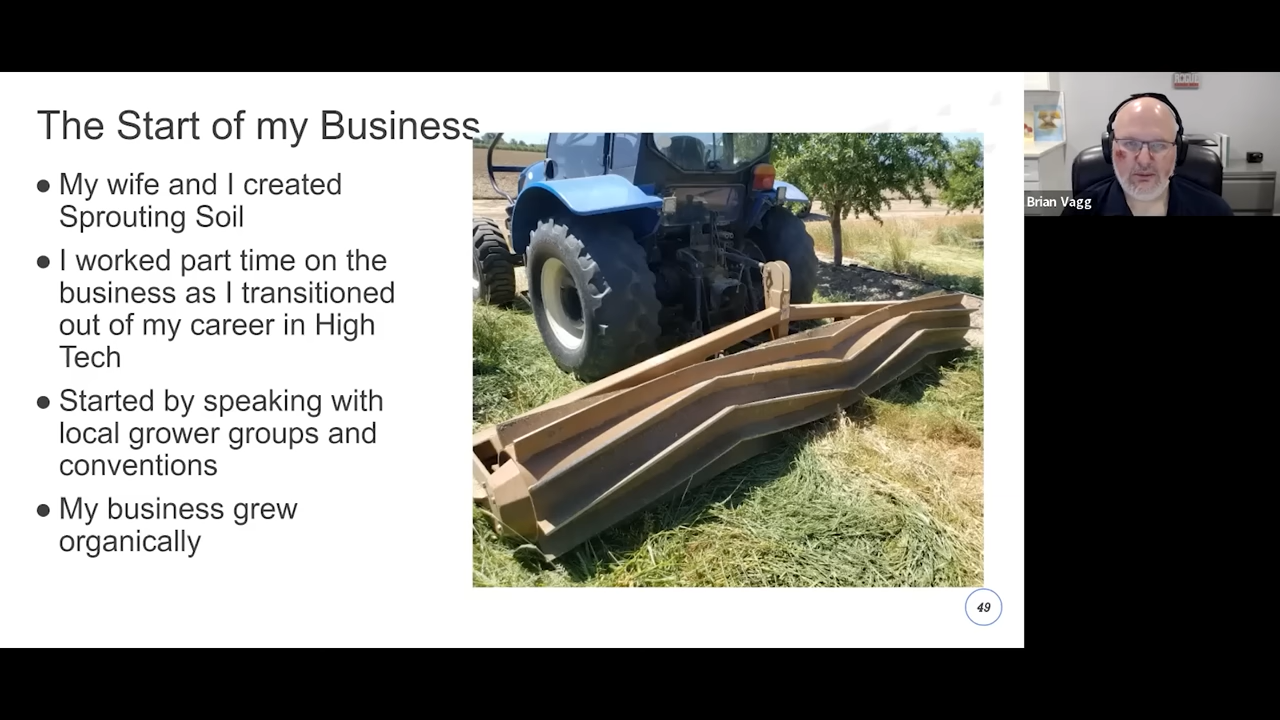 The Start of my Business
● My wife and I created
Sprouting Soil
● I worked part time on the
business as I transitioned
out of my career in High
Tech
● Started by speaking with
local grower groups and
conventions
● My business grew
organically
49
Brian Vagg